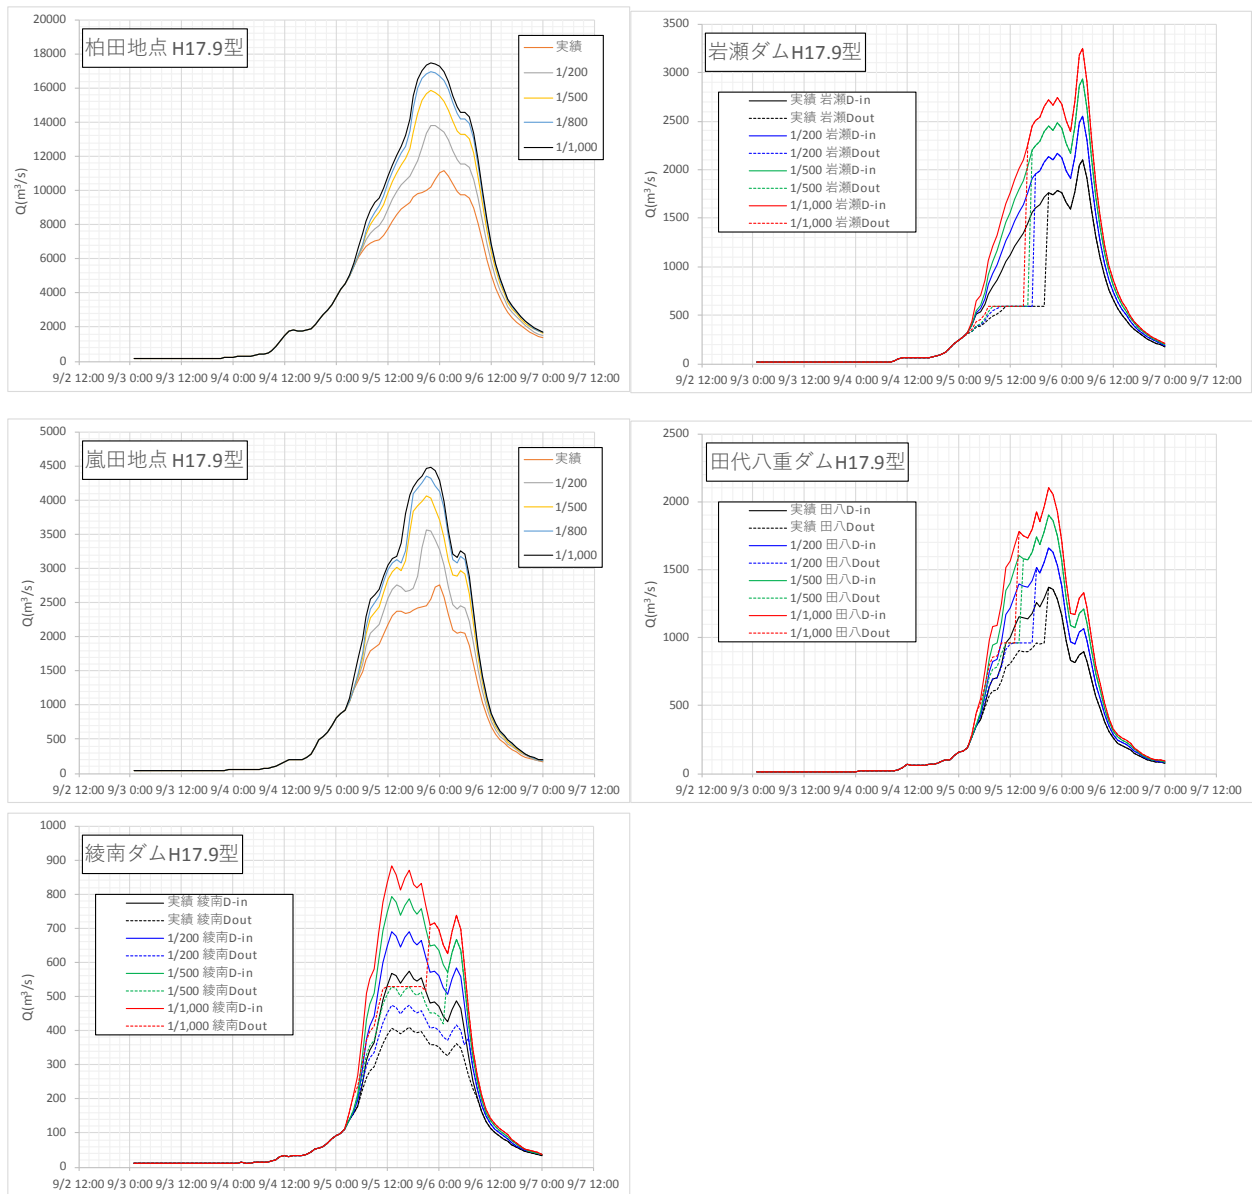 柏田地点 H17.9型
20000
18000
16000
14000
12000
10000
8000
6000
4000
2000
0
Q(m³/s)
実績
1/200
1/500
1/800
1/1,000
9/2 12:00 9/3 0:00 9/3 12:00 9/4 0:00 9/4 12:00 9/5 0:00 9/5 12:00 9/6 0:00 9/6 12:00 9/7 0:00 9/7 12:00
岩瀬ダムH17.9型
3500
3000
2500
2000
1500
1000
500
0
Q(m³/s)
実績 岩瀬D-in
実績 岩瀬Dout
1/200 岩瀬D-in
1/200 岩瀬Dout
1/500 岩瀬D-in
1/500 岩瀬Dout
1/1,000 岩瀬D-in
1/1,000 岩瀬Dout
9/2 12:00 9/3 0:00 9/3 12:00 9/4 0:00 9/4 12:00 9/5 0:00 9/5 12:00 9/6 0:00 9/6 12:00 9/7 0:00 9/7 12:00
嵐田地点 H17.9型
5000
4500
4000
3500
3000
2500
2000
1500
1000
500
0
Q(m³/s)
実績
1/200
1/500
1/800
1/1,000
9/2 12:00 9/3 0:00 9/3 12:00 9/4 0:00 9/4 12:00 9/5 0:00 9/5 12:00 9/6 0:00 9/6 12:00 9/7 0:00 9/7 12:00
田代八重ダムH17.9型
2500
2000
1500
1000
500
0
Q(m³/s)
実績 田八D-in
実績 田八Dout
1/200 田八D-in
1/200 田八Dout
1/500 田八D-in
1/500 田八Dout
1/1,000 田八D-in
1/1,000 田八Dout
9/2 12:00 9/3 0:00 9/3 12:00 9/4 0:00 9/4 12:00 9/5 0:00 9/5 12:00 9/6 0:00 9/6 12:00 9/7 0:00 9/7 12:00
綾南ダムH17.9型
1000
900
800
700
600
500
400
300
200
100
0
Q(m³/s)
実績 綾南D-in
実績 綾南Dout
1/200 綾南D-in
1/200 綾南Dout
1/500 綾南D-in
1/500 綾南Dout
1/1,000 綾南D-in
1/1,000 綾南Dout
9/2 12:00 9/3 0:00 9/3 12:00 9/4 0:00 9/4 12:00 9/5 0:00 9/5 12:00 9/6 0:00 9/6 12:00 9/7 0:00 9/7 12:00